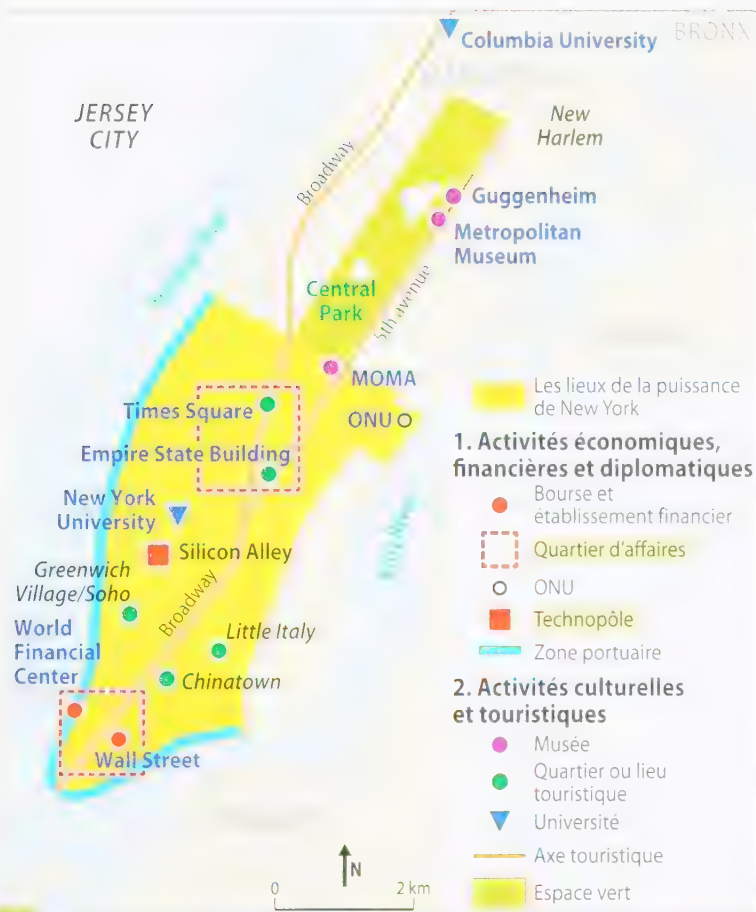 Columbia University
BRONX
JERSEY
CITY
New
Harlem
Broadway
Guggenheim
Metropolitan
Museum
Central
Park
5th avenue
MOMA
Times Square
ONU
Empire State Building
New York
University
Silicon Alley
Greenwich
Village/Soho
Broadway
World
Financial
Center
Little Italy
Chinatown
Wall Street
N
0 2 km
Les lieux de la puissance
de New York
1. Activités économiques,
financières et diplomatiques
Bourse et
établissement financier
Quartier d'affaires
ONU
Technopôle
Zone portuaire
2. Activités culturelles
et touristiques
Musée
Quartier ou lieu
touristique
Université
Axe touristique
Espace vert